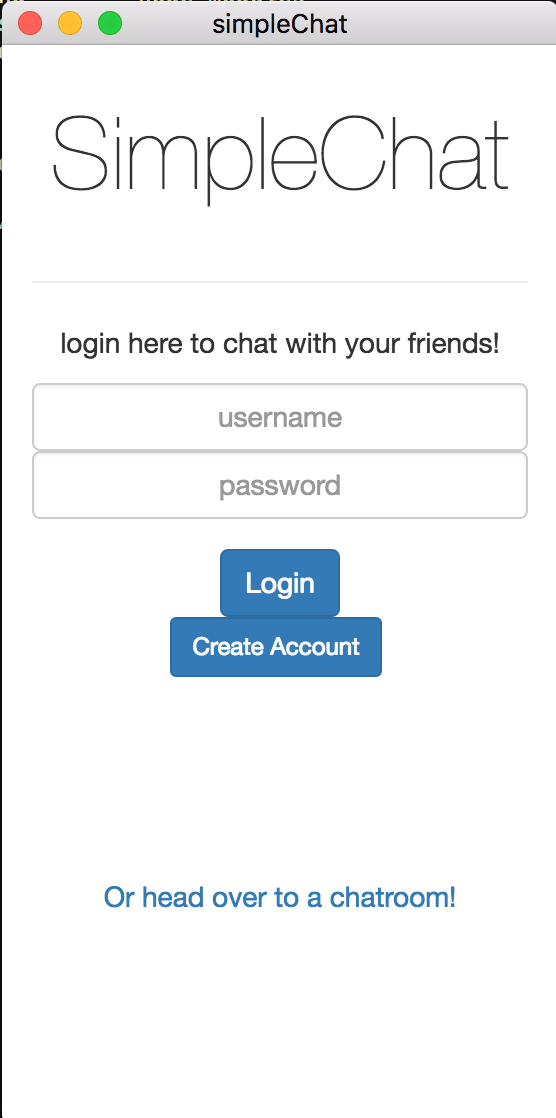 simpleChat
SimpleChat
login here to chat with your friends!
username
password
Login
Create Account
Or head over to a chatroom!